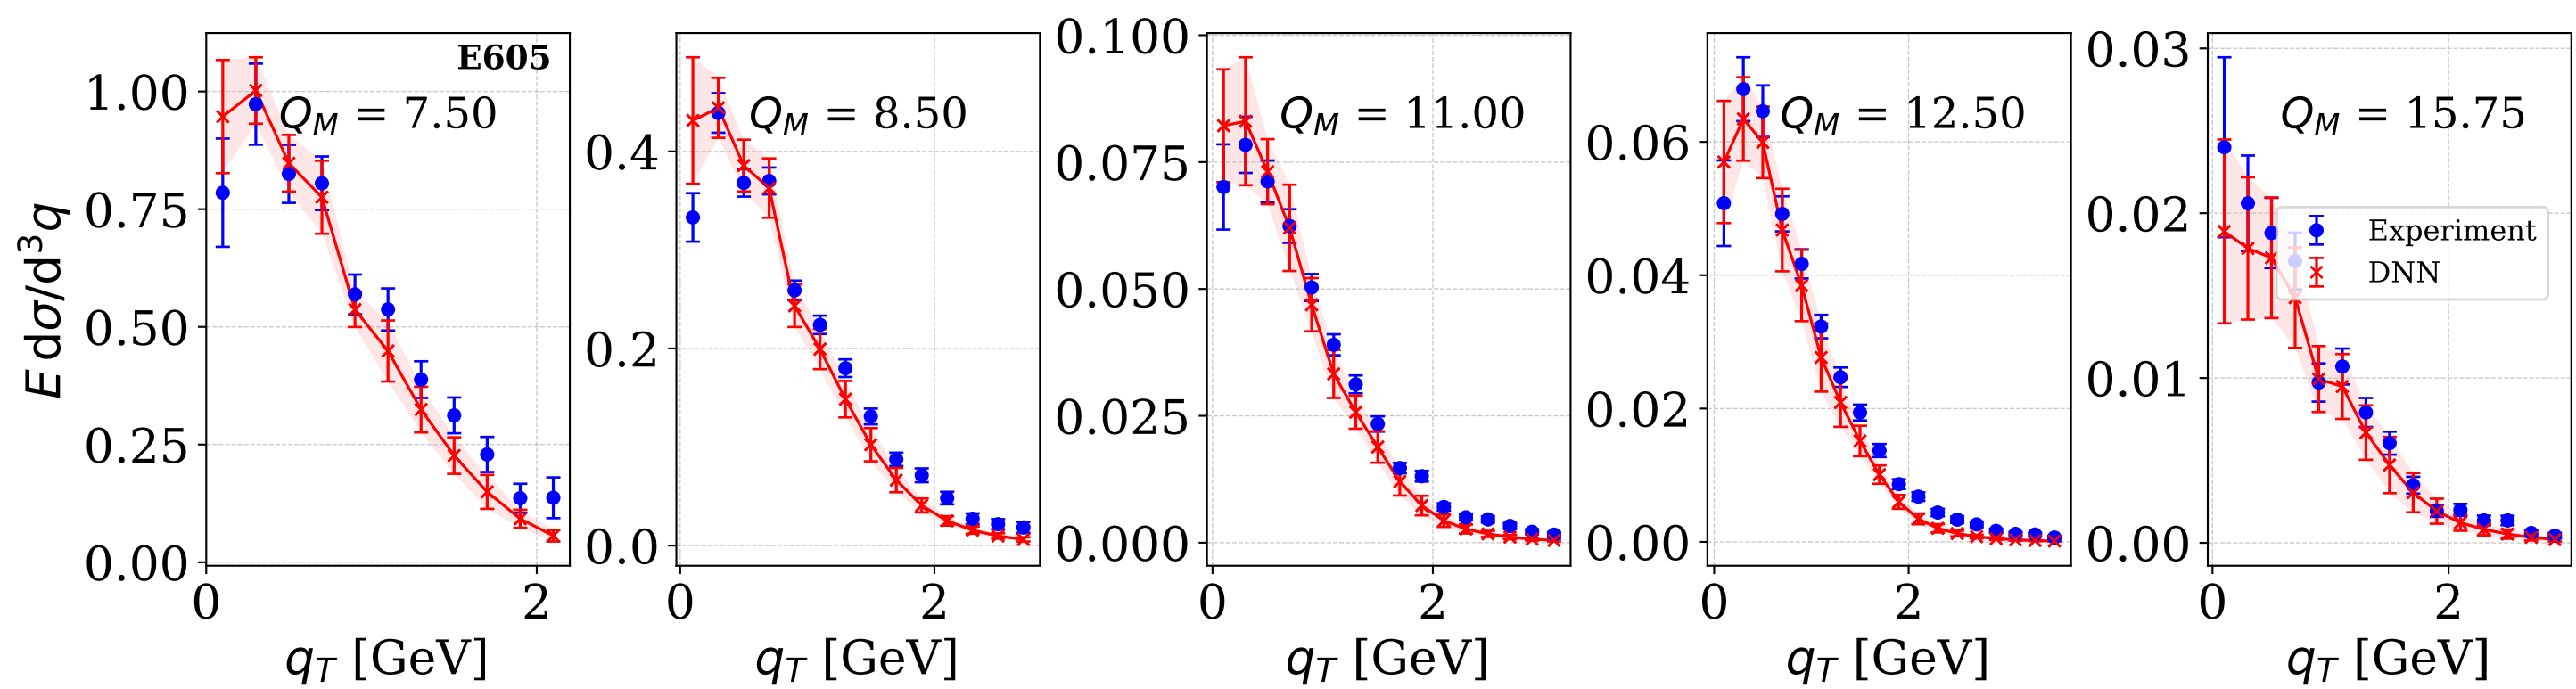 E dσ/d³q
1.00
0.75
0.50
0.25
0.00
E605
Q_M = 7.50
0 2
q_T [GeV]
0.4
0.2
0.0
Q_M = 8.50
0 2
q_T [GeV]
0.100
0.075
0.050
0.025
0.000
Q_M = 11.00
0 2
q_T [GeV]
0.06
0.04
0.02
0.00
Q_M = 12.50
0 2
q_T [GeV]
0.03
0.02
0.01
0.00
Q_M = 15.75
Experiment
DNN
0 2
q_T [GeV]